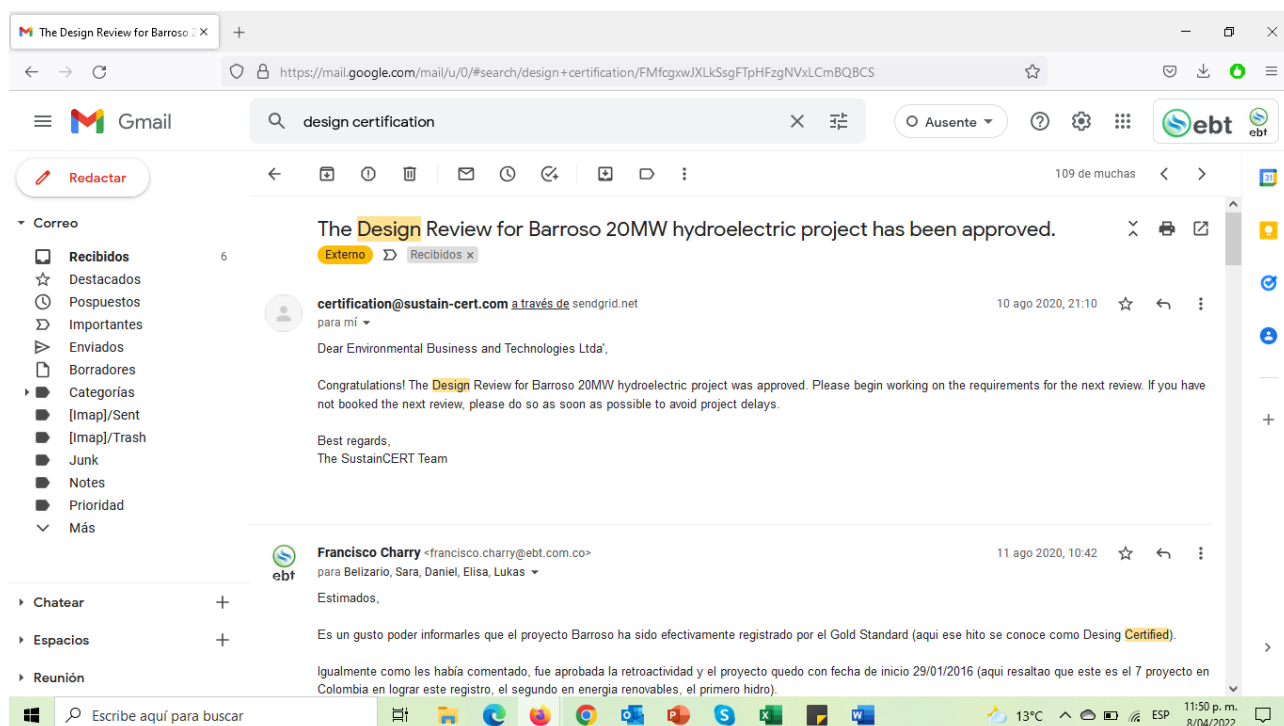 The Design Review for Barroso 2
https://mail.google.com/mail/u/0/#search/design+certification/FMfcgxwJXLkSsgFTpHFzgNVxLCmBQBCS
Gmail
design certification
Ausente
ebt
ebt
Redactar
109 de muchas
31
Correo
Recibidos 6
Destacados
Pospuestos
Importantes
Enviados
Borradores
Categorías
[Imap]/Sent
[Imap]/Trash
Junk
Notes
Prioridad
Más
Chatear
Espacios
Reunión
The Design Review for Barroso 20MW hydroelectric project has been approved.
Externo Recibidos x
certification@sustain-cert.com a través de sendgrid.net 10 ago 2020, 21:10
para mí
Dear Environmental Business and Technologies Ltda',
Congratulations! The Design Review for Barroso 20MW hydroelectric project was approved. Please begin working on the requirements for the next review. If you have
not booked the next review, please do so as soon as possible to avoid project delays.
Best regards,
The SustainCERT Team
ebt
Francisco Charry <francisco.charry@ebt.com.co> 11 ago 2020, 10:42
para Belizario, Sara, Daniel, Elisa, Lukas
Estimados,
Es un gusto poder informarles que el proyecto Barroso ha sido efectivamente registrado por el Gold Standard (aqui ese hito se conoce como Desing Certified).
Igualmente como les había comentado, fue aprobada la retroactividad y el proyecto quedo con fecha de inicio 29/01/2016 (aqui resaltao que este es el 7 proyecto en
Colombia en lograr este registro, el segundo en energia renovables, el primero hidro).
Escribe aquí para buscar
13°C
ESP
11:50 p. m.
8/04/2022